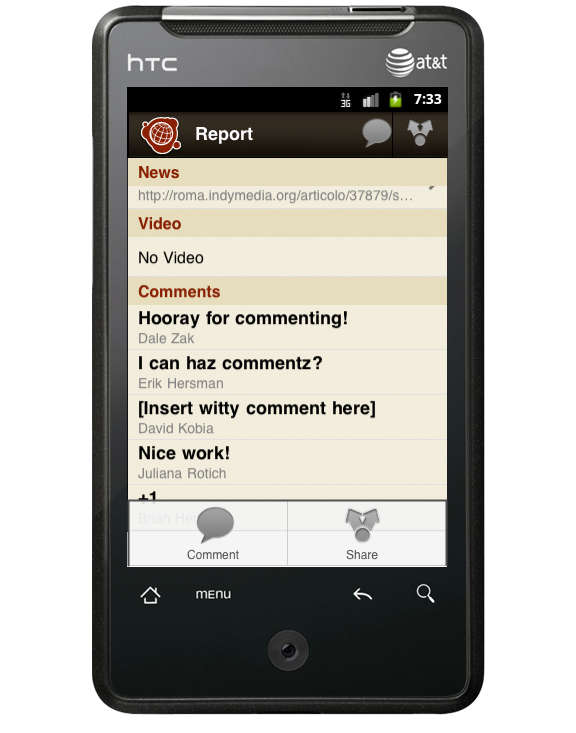 hTC
at&t
3G
7:33
Report
News
http://roma.indymedia.org/articolo/37879/s...
Video
No Video
Comments
Hooray for commenting!
Dale Zak
I can haz commentz?
Erik Hersman
[Insert witty comment here]
David Kobia
Nice work!
Juliana Rotich
+1
Brian
Comment
Share
menu